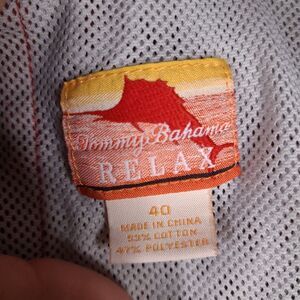 Tommy Bahama
RELAX
40
MADE IN CHINA
53% COTTON
47% POLYESTER